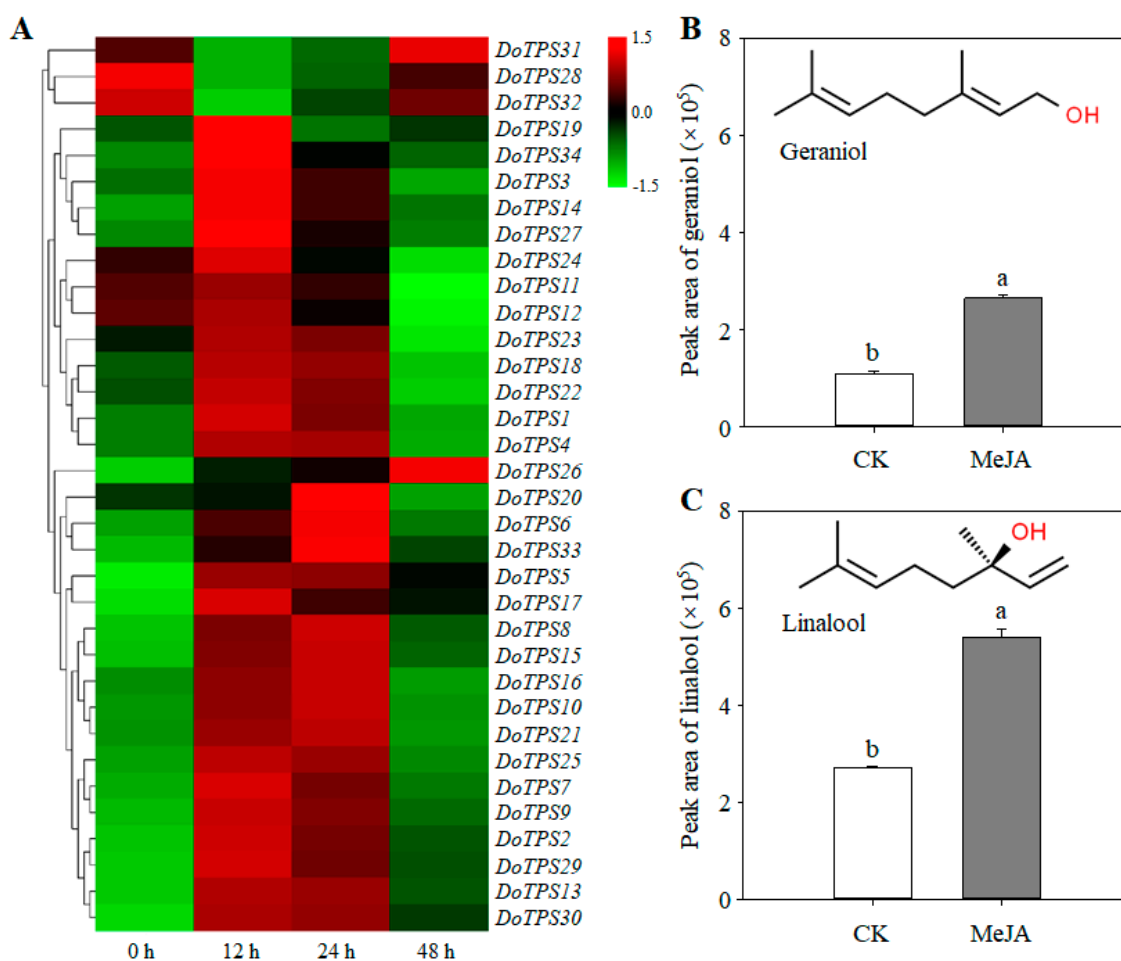 A
DoTPS31
DoTPS28
DoTPS32
DoTPS19
DoTPS34
DoTPS3
DoTPS14
DoTPS27
DoTPS24
DoTPS11
DoTPS12
DoTPS23
DoTPS18
DoTPS22
DoTPS1
DoTPS4
DoTPS26
DoTPS20
DoTPS6
DoTPS33
DoTPS5
DoTPS17
DoTPS8
DoTPS15
DoTPS16
DoTPS10
DoTPS21
DoTPS25
DoTPS7
DoTPS9
DoTPS2
DoTPS29
DoTPS13
DoTPS30
0 h 12 h 24 h 48 h
1.5
0.0
-1.5
B
Peak area of geraniol (×10⁵)
8
6
4
2
0
OH
Geraniol
b
a
CK MeJA
C
Peak area of linalool (×10⁵)
8
6
4
2
0
OH
Linalool
b
a
CK MeJA